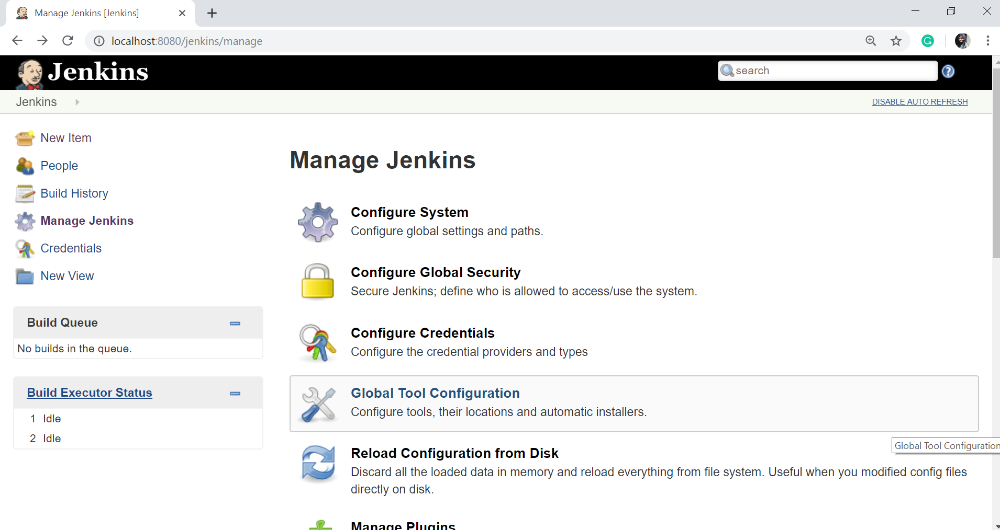 Manage Jenkins [Jenkins]
localhost:8080/jenkins/manage
Jenkins
search
Jenkins
DISABLE AUTO REFRESH
New Item
People
Build History
Manage Jenkins
Credentials
New View
Build Queue
No builds in the queue.
Build Executor Status
1 Idle
2 Idle
Manage Jenkins
Configure System
Configure global settings and paths.
Configure Global Security
Secure Jenkins; define who is allowed to access/use the system.
Configure Credentials
Configure the credential providers and types
Global Tool Configuration
Configure tools, their locations and automatic installers.
Global Tool Configuration
Reload Configuration from Disk
Discard all the loaded data in memory and reload everything from file system. Useful when you modified config files
directly on disk.
Manage Plugins